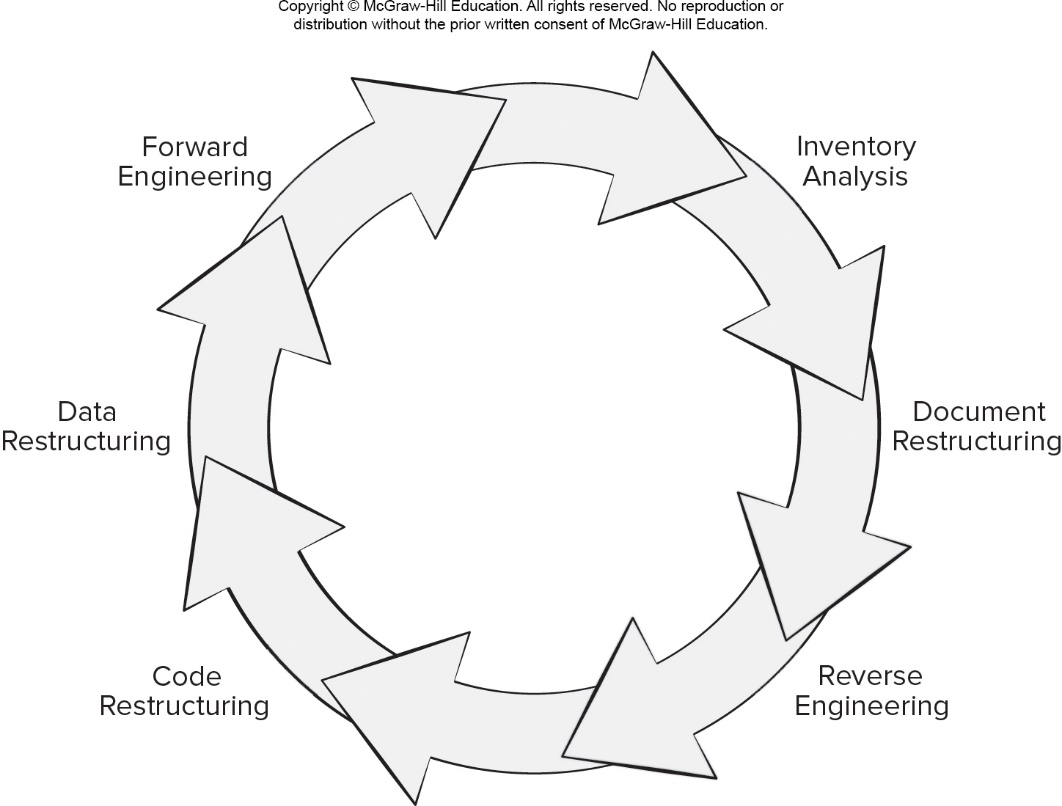 Copyright © McGraw-Hill Education. All rights reserved. No reproduction or
distribution without the prior written consent of McGraw-Hill Education.
Forward
Engineering
Inventory
Analysis
Data
Restructuring
Document
Restructuring
Code
Restructuring
Reverse
Engineering